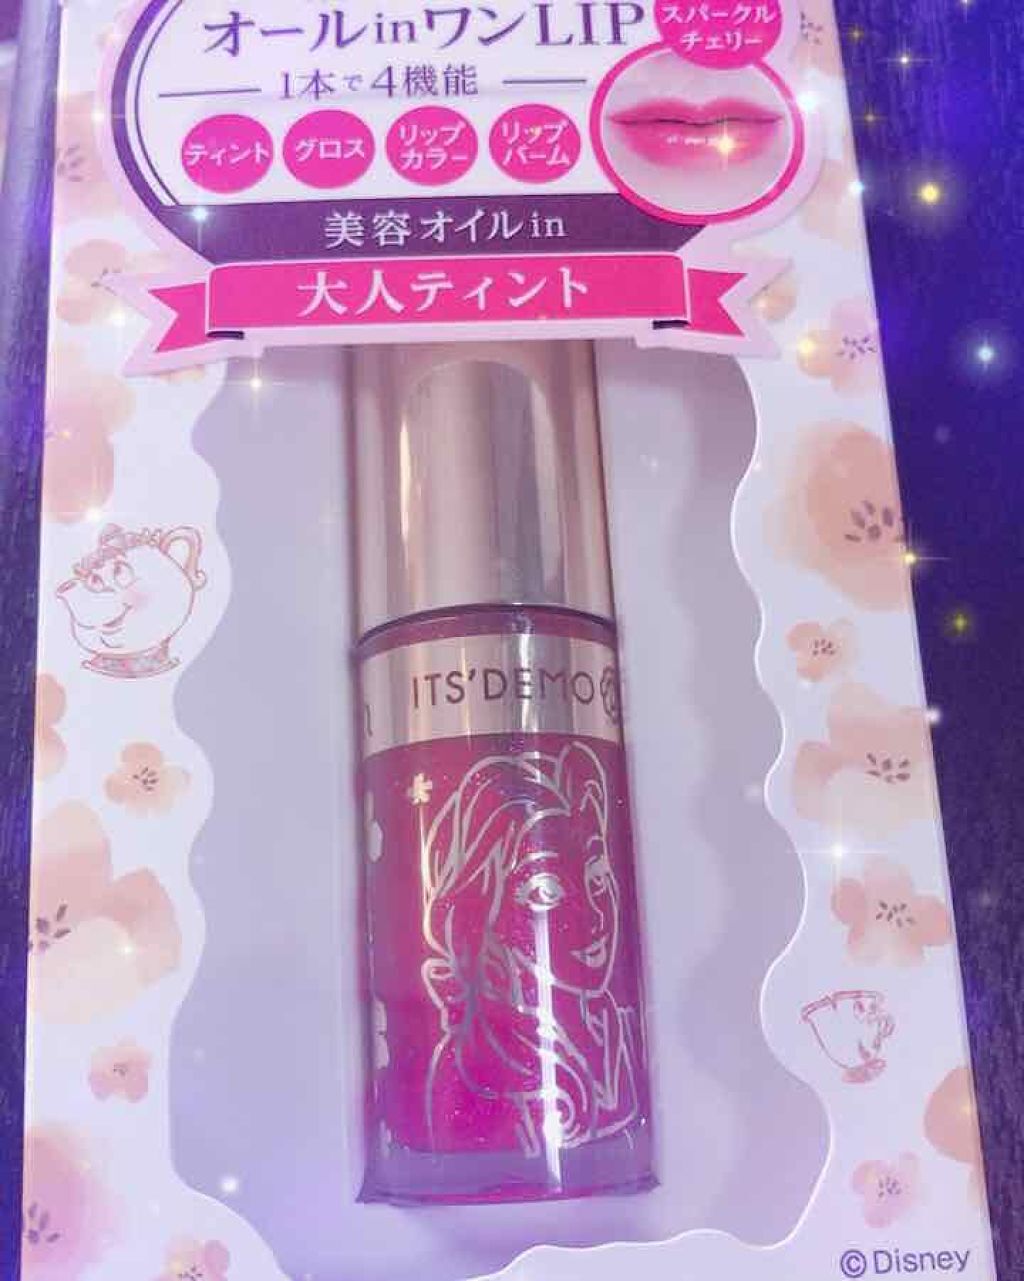 オールinワンLIP
スパークル
チェリー
1本で4機能
ティント
グロス
リップ
カラー
リップ
バーム
美容オイルin
大人ティント
ITS'DEMO
©Disney